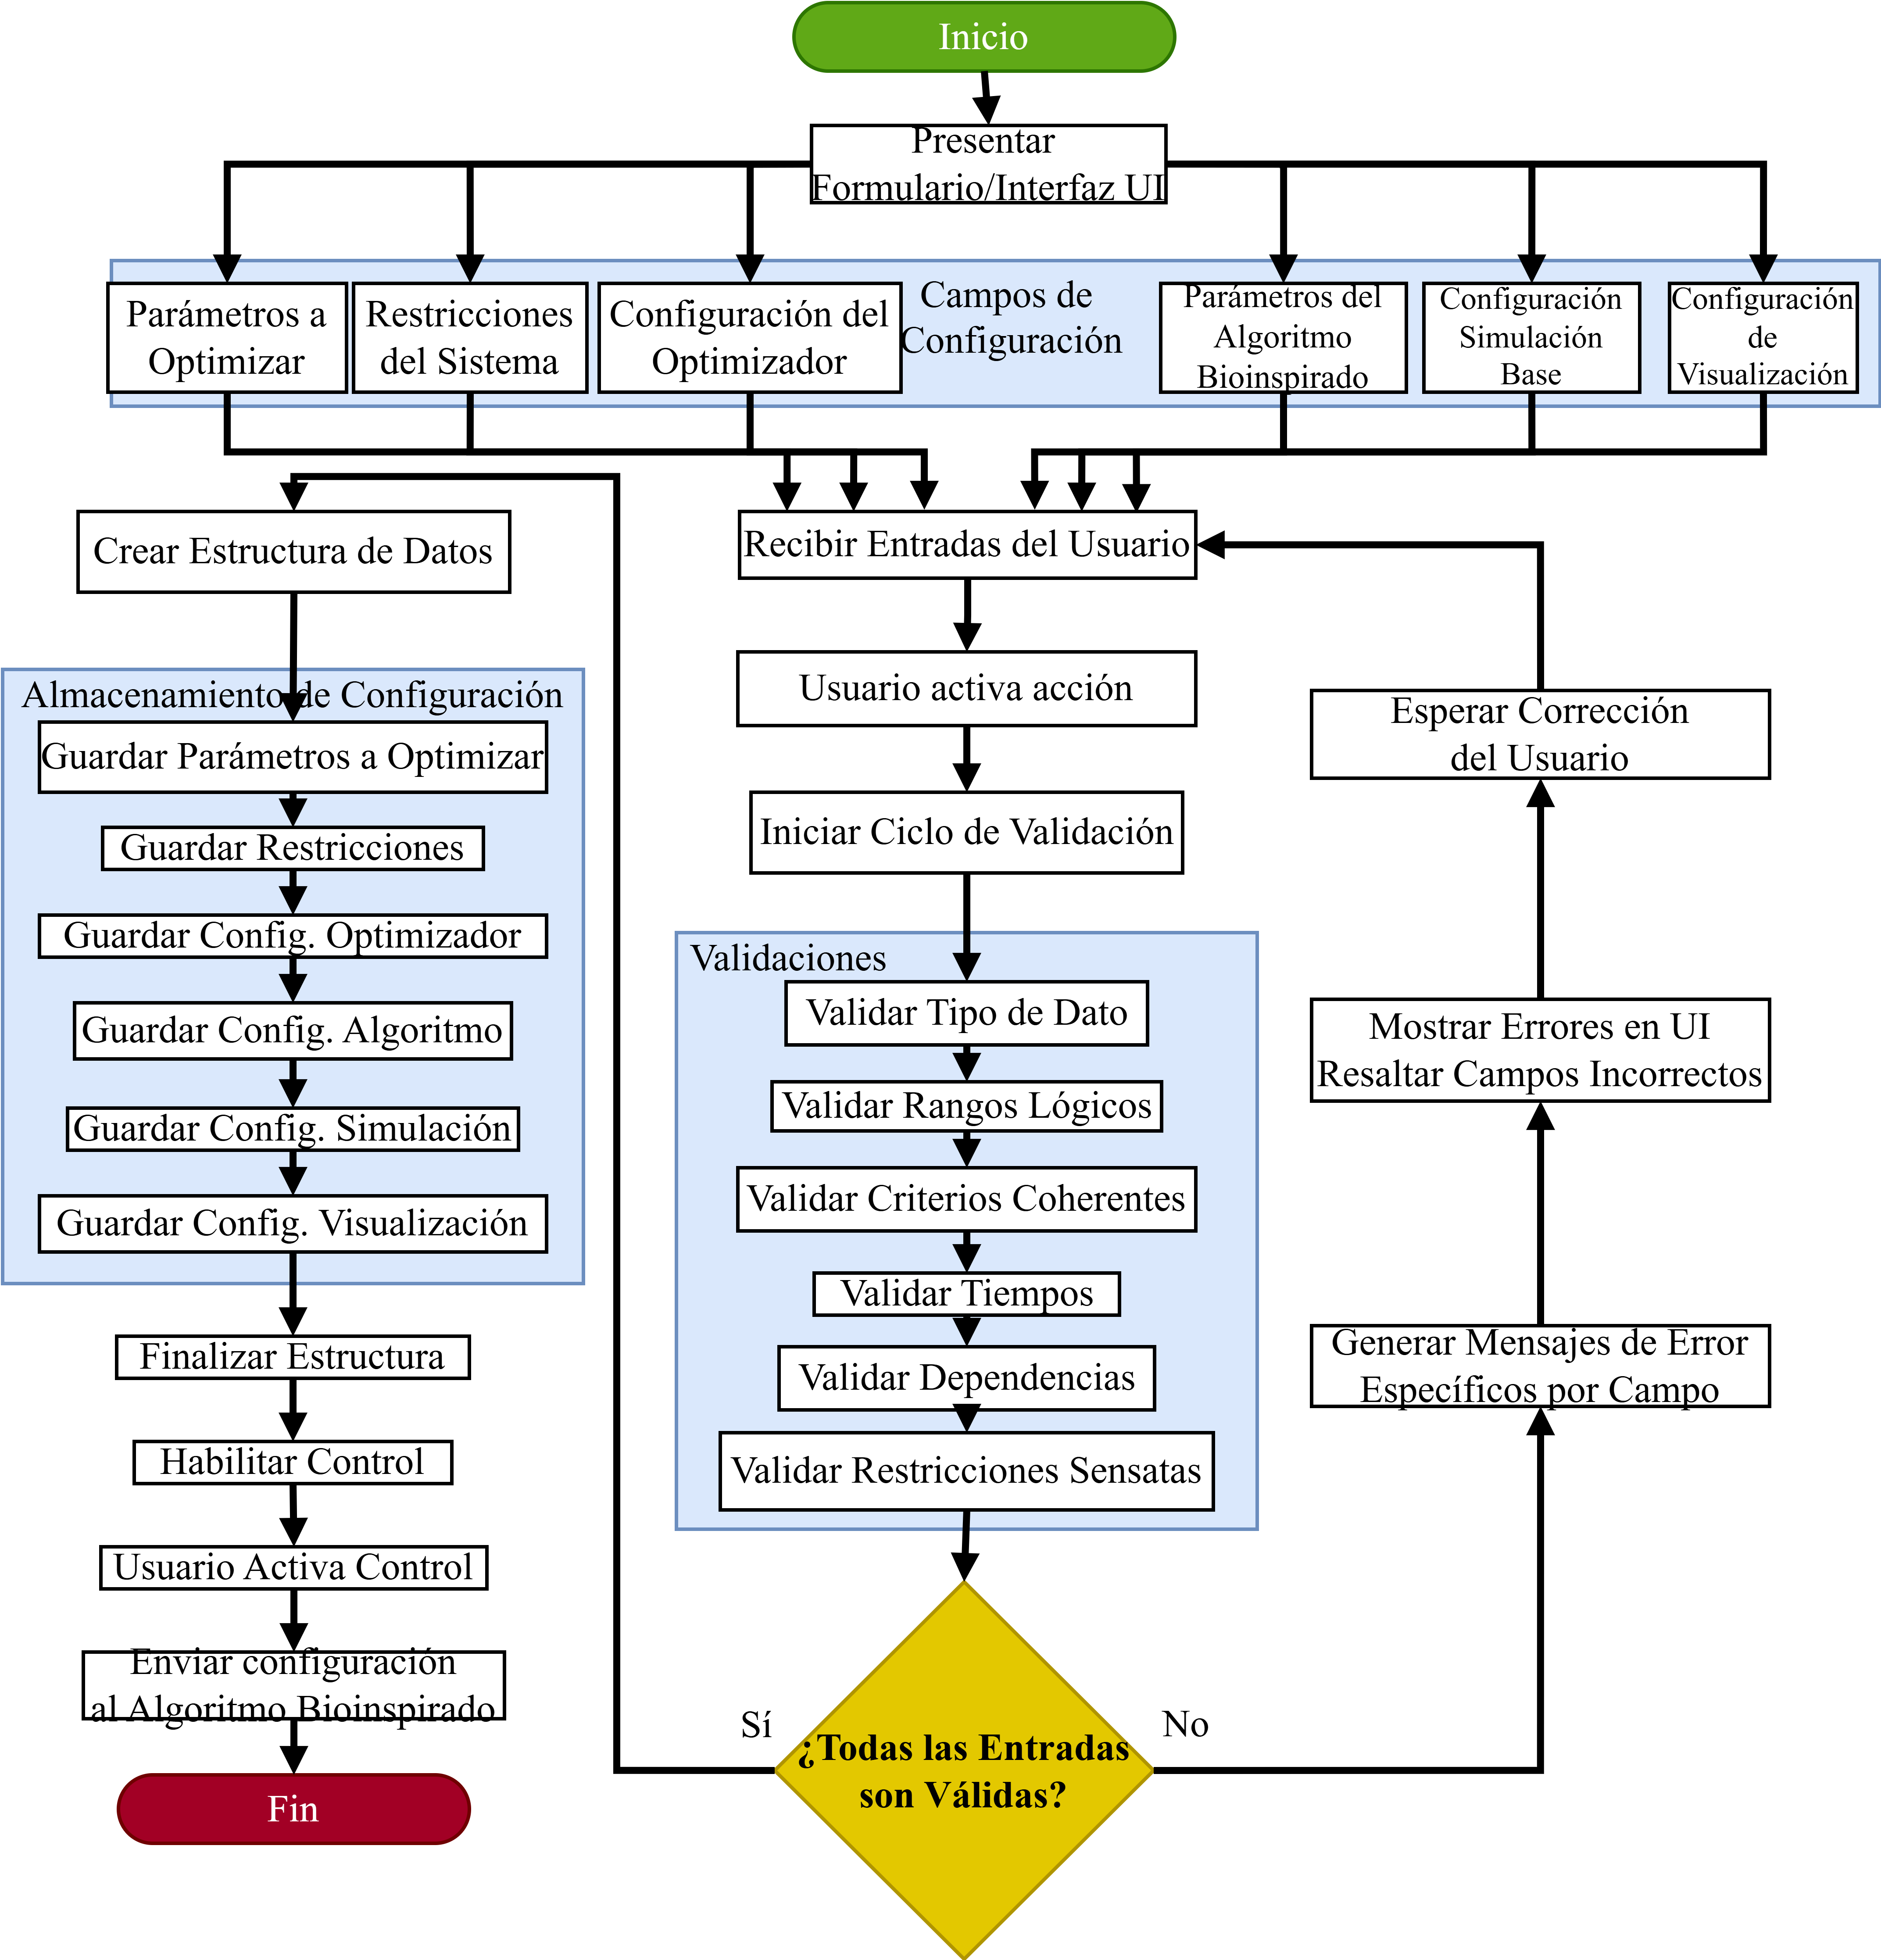 Inicio
Presentar
Formulario/Interfaz UI
Campos de
Configuración
Parámetros a
Optimizar
Restricciones
del Sistema
Configuración del
Optimizador
Parámetros del
Algoritmo
Bioinspirado
Configuración
Simulación
Base
Configuración
de
Visualización
Recibir Entradas del Usuario
Usuario activa acción
Iniciar Ciclo de Validación
Validaciones
Validar Tipo de Dato
Validar Rangos Lógicos
Validar Criterios Coherentes
Validar Tiempos
Validar Dependencias
Validar Restricciones Sensatas
¿Todas las Entradas
son Válidas?
No
Generar Mensajes de Error
Específicos por Campo
Mostrar Errores en UI
Resaltar Campos Incorrectos
Esperar Corrección
del Usuario
Sí
Crear Estructura de Datos
Almacenamiento de Configuración
Guardar Parámetros a Optimizar
Guardar Restricciones
Guardar Config. Optimizador
Guardar Config. Algoritmo
Guardar Config. Simulación
Guardar Config. Visualización
Finalizar Estructura
Habilitar Control
Usuario Activa Control
Enviar configuración
al Algoritmo Bioinspirado
Fin